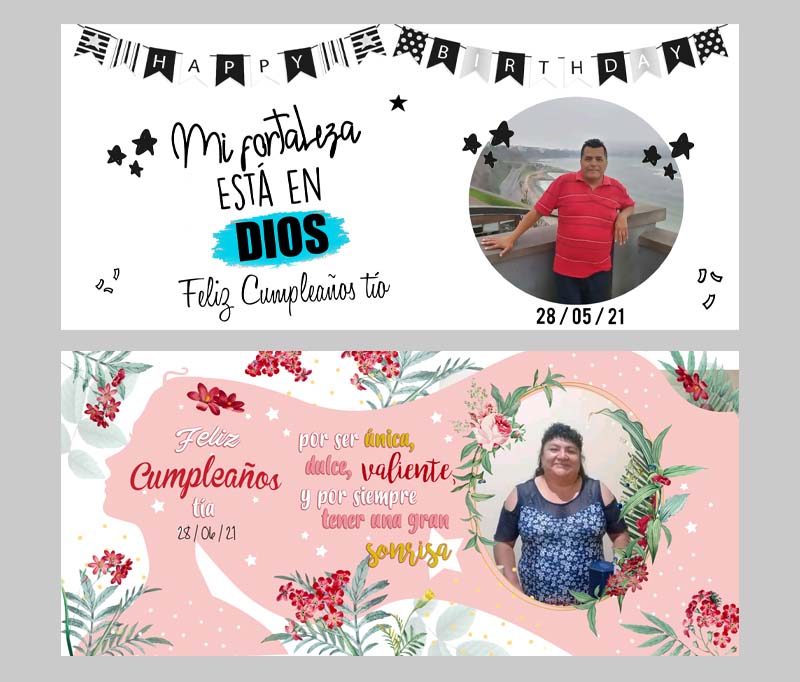 HAPPY BIRTHDAY
Mi fortaleza
ESTÁ EN
DIOS
Feliz Cumpleaños tío
28 / 05 / 21
Feliz
Cumpleaños
tía
28 / 06 / 21
por ser única,
dulce, valiente,
y por siempre
tener una gran
sonrisa